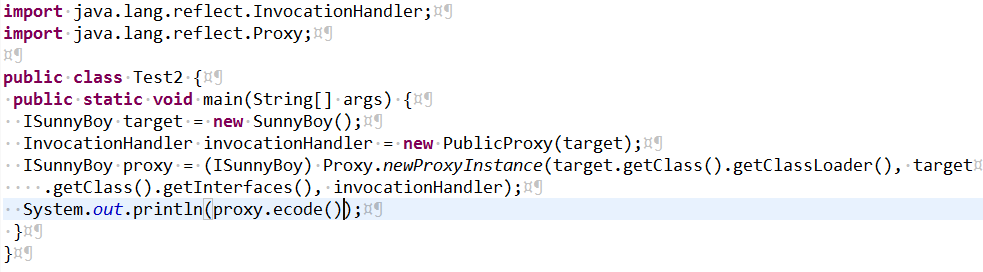 import java.lang.reflect.InvocationHandler;¤¶
import java.lang.reflect.Proxy;¤¶
¤¶
public·class·Test2·{¤¶
·public·static·void·main(String[]·args)·{¤¶
··ISunnyBoy·target·=·new·SunnyBoy();¤¶
··InvocationHandler·invocationHandler·=·new·PublicProxy(target);¤¶
··ISunnyBoy·proxy·=·(ISunnyBoy)·Proxy.newProxyInstance(target.getClass().getClassLoader(),·target¤
····.getClass().getInterfaces(),·invocationHandler);¤¶
··System.out.println(proxy.ecode());¤¶
·}¤¶
}¤¶